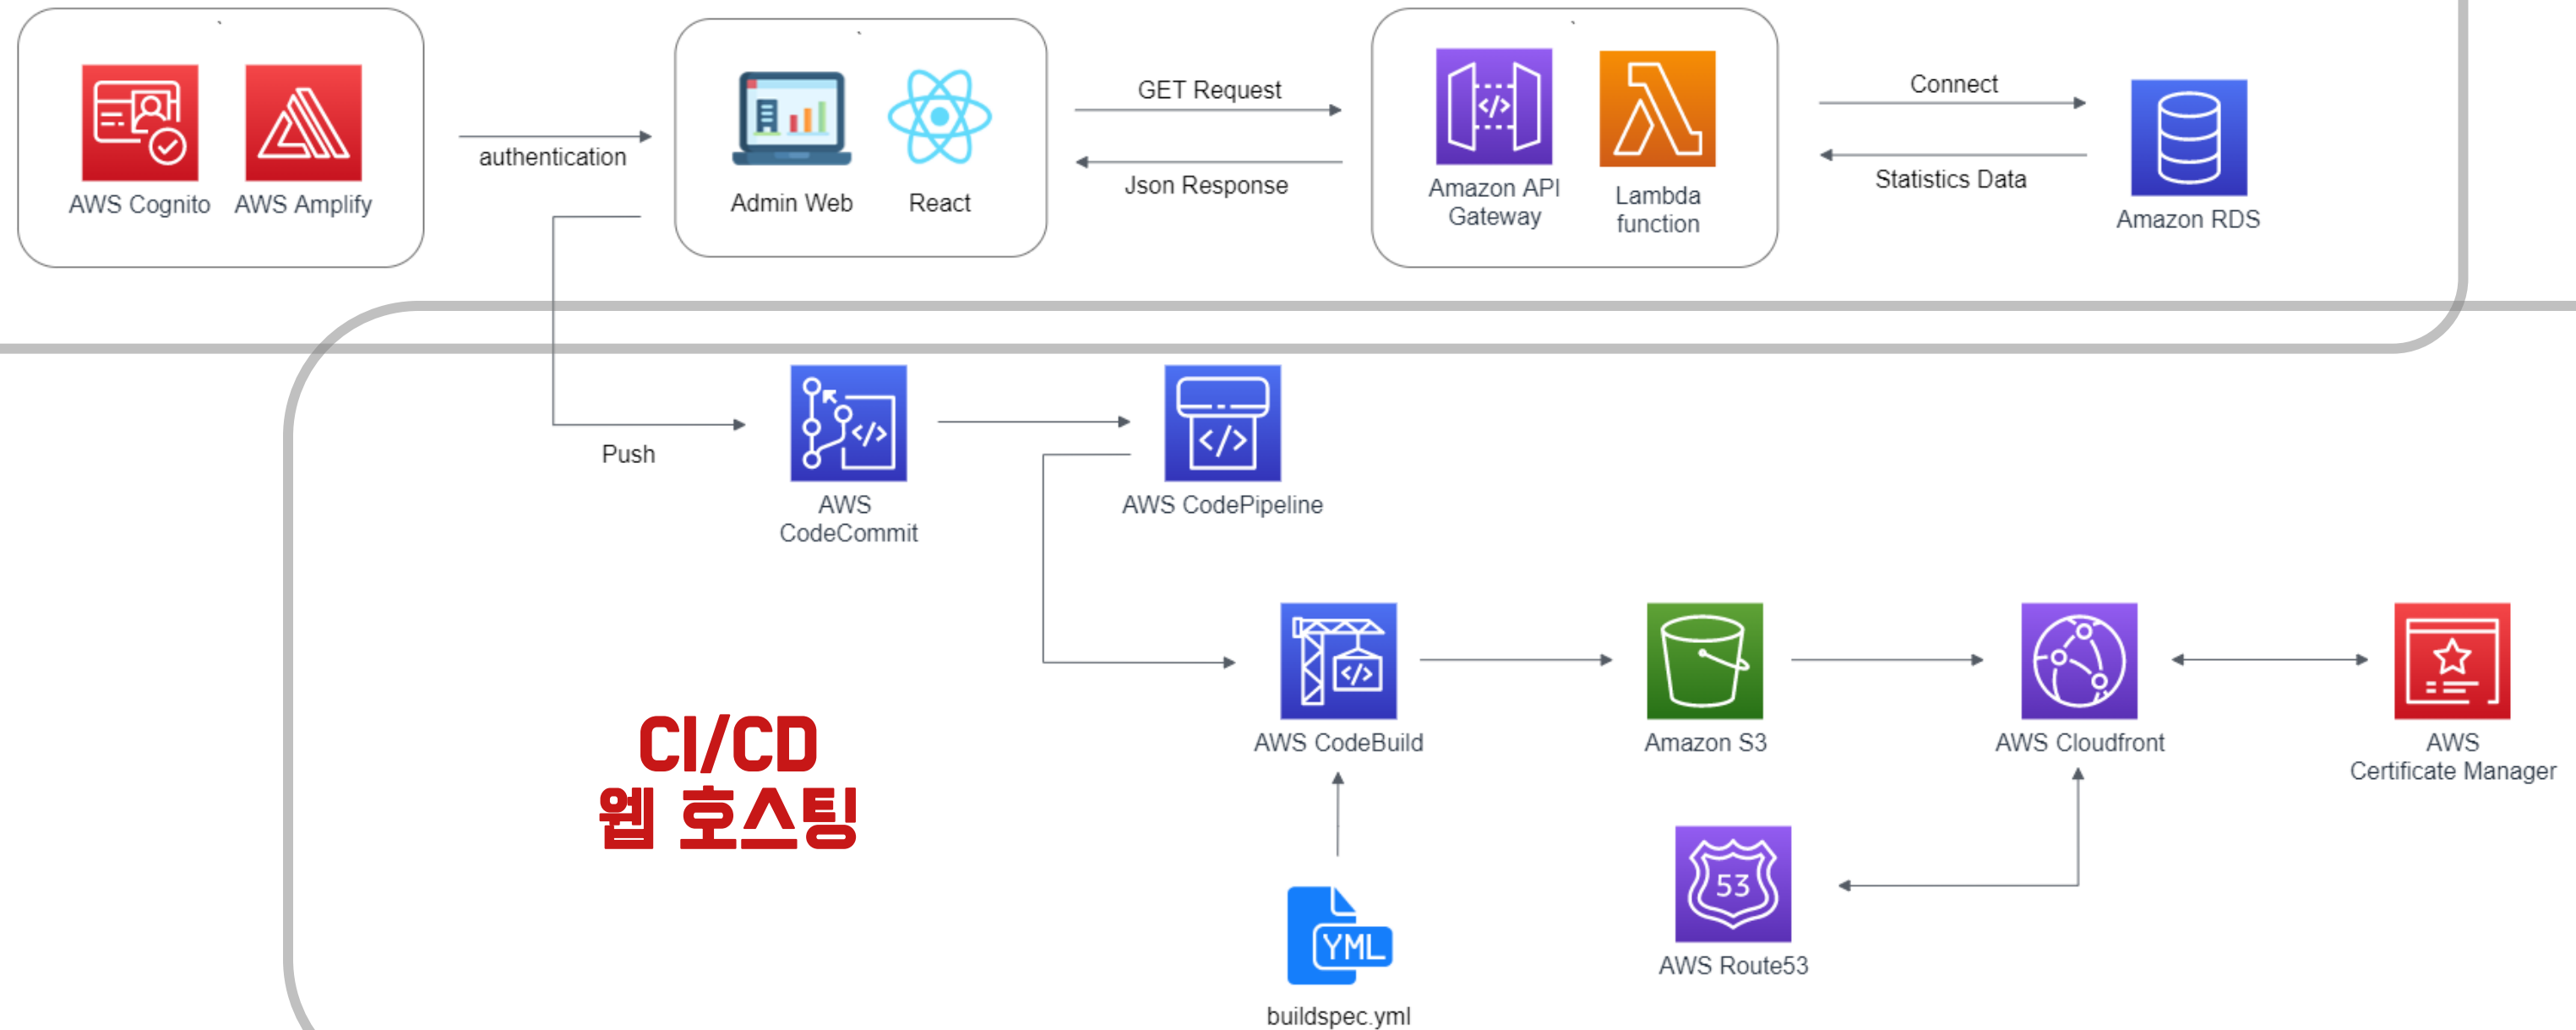 AWS Cognito
AWS Amplify
authentication
Admin Web
React
GET Request
Json Response
Amazon API
Gateway
Lambda
function
Connect
Statistics Data
Amazon RDS
Push
AWS
CodeCommit
AWS CodePipeline
CI/CD
웹 호스팅
AWS CodeBuild
Amazon S3
AWS Cloudfront
AWS
Certificate Manager
YML
buildspec.yml
53
AWS Route53